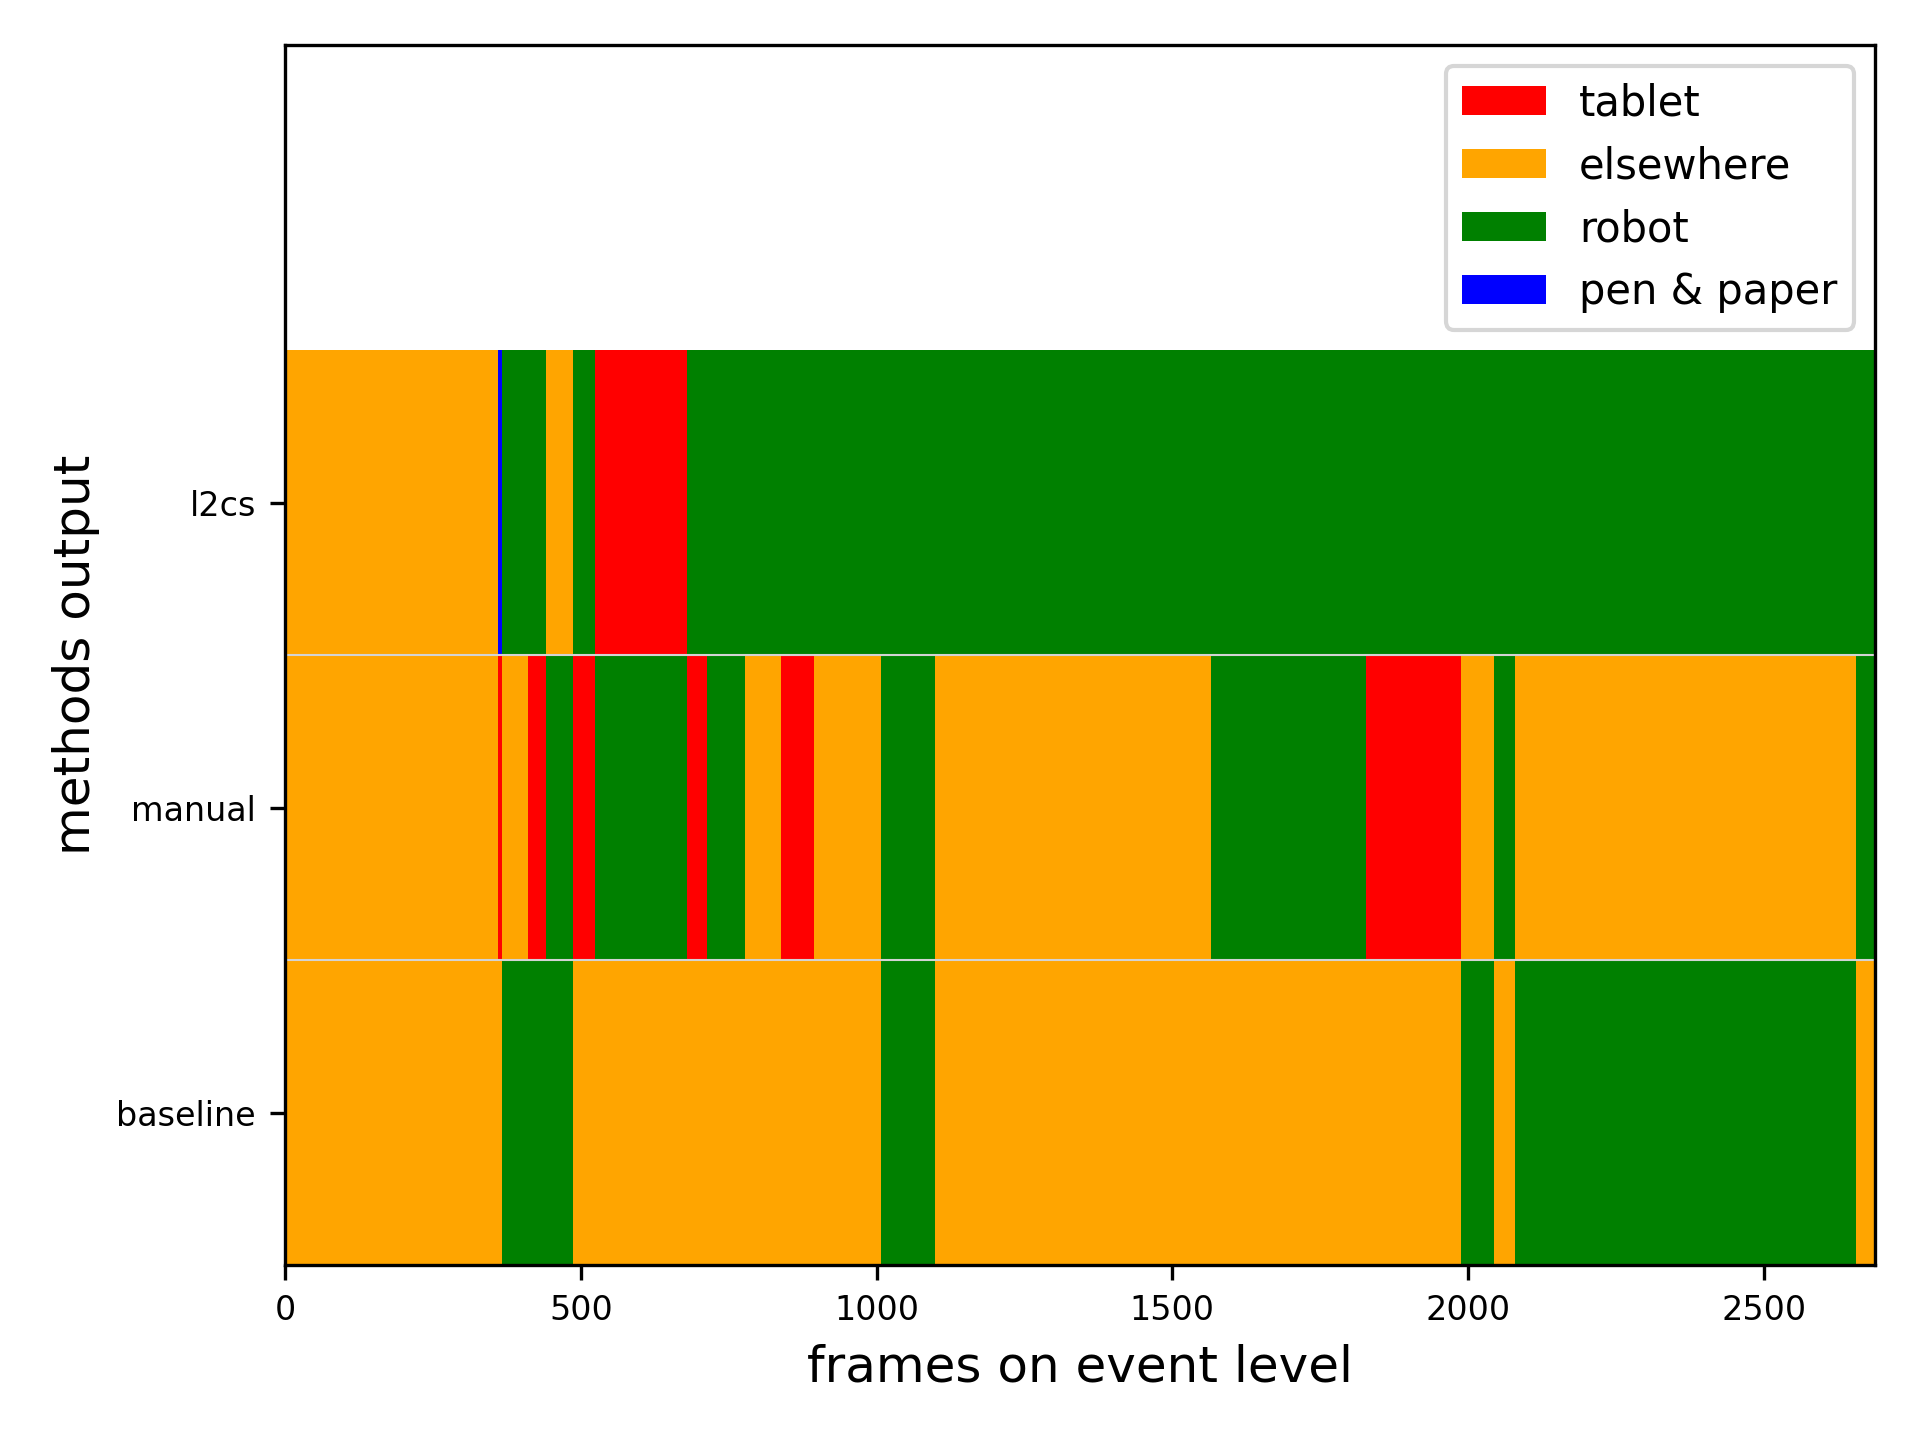 tablet
elsewhere
robot
pen & paper
methods output
l2cs
manual
baseline
0 500 1000 1500 2000 2500
frames on event level